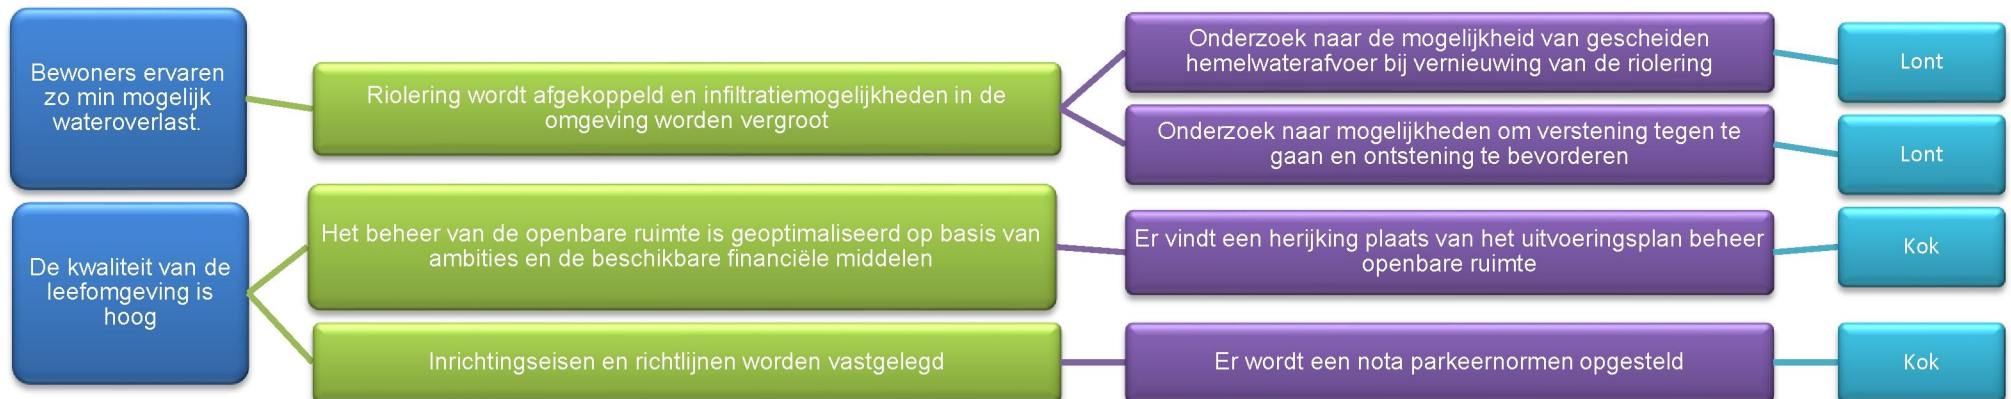 Bewoners ervaren
zo min mogelijk
wateroverlast.
Riolering wordt afgekoppeld en infiltratiemogelijkheden in de
omgeving worden vergroot
Onderzoek naar de mogelijkheid van gescheiden
hemelwaterafvoer bij vernieuwing van de riolering
Lont
Onderzoek naar mogelijkheden om verstening tegen te
gaan en ontstening te bevorderen
Lont
De kwaliteit van de
leefomgeving is
hoog
Het beheer van de openbare ruimte is geoptimaliseerd op basis van
ambities en de beschikbare financiële middelen
Er vindt een herijking plaats van het uitvoeringsplan beheer
openbare ruimte
Kok
Inrichtingseisen en richtlijnen worden vastgelegd
Er wordt een nota parkeernormen opgesteld
Kok